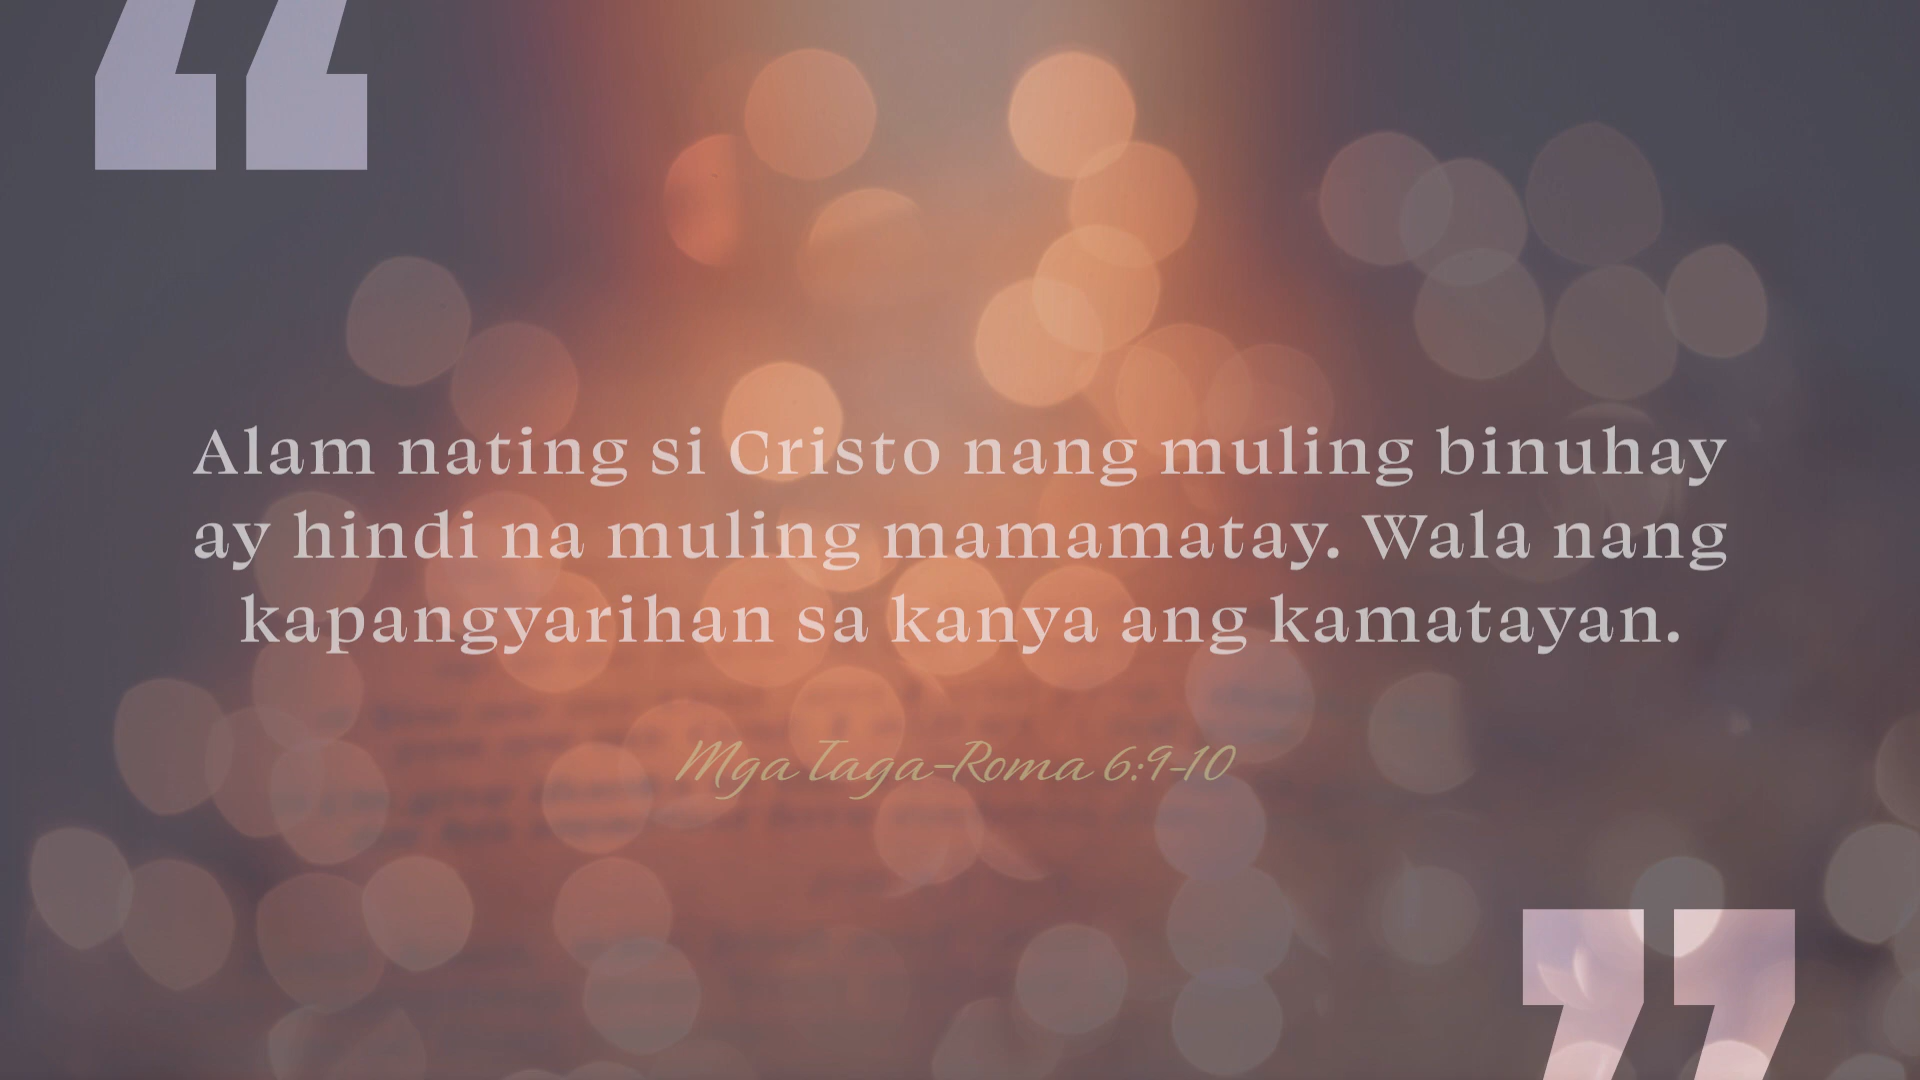 “
Alam nating si Cristo nang muling binuhay
ay hindi na muling mamamatay. Wala nang
kapangyarihan sa kanya ang kamatayan.
Mga Taga-Roma 6:9-10
”